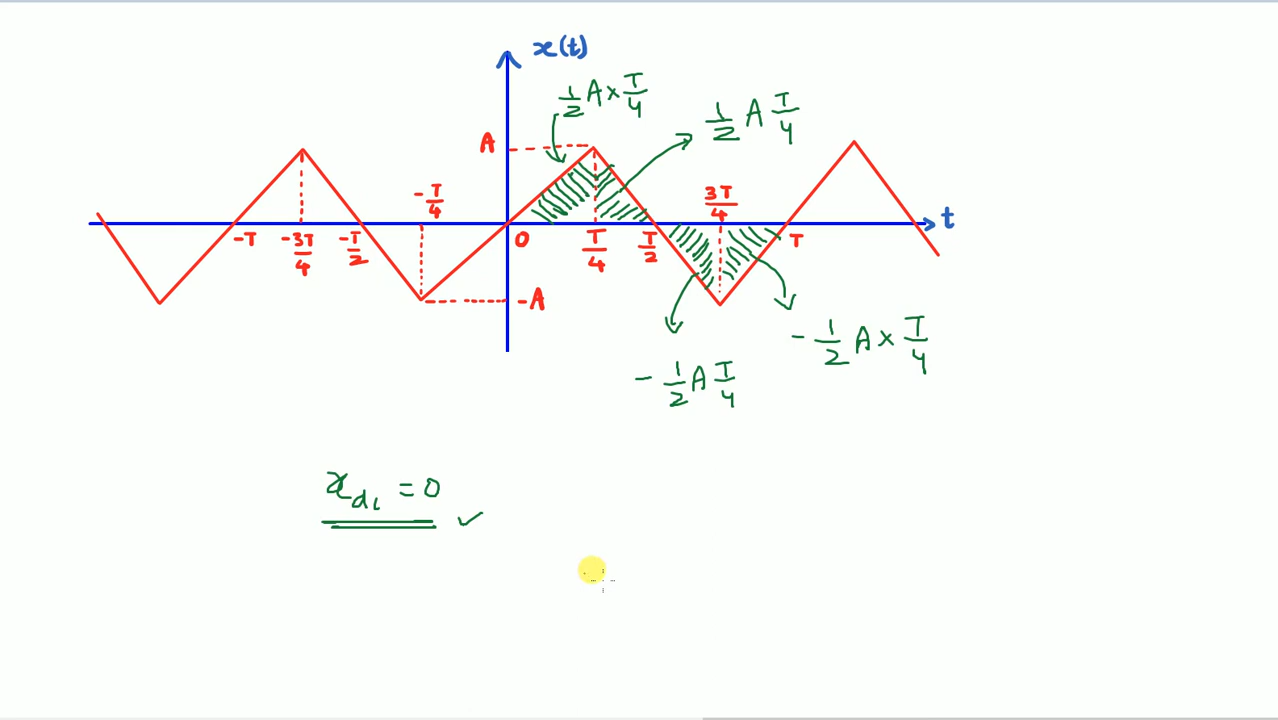 x(t)
1/2 A × T/4
1/2 A T/4
A
-T/4
3T/4
t
-T
-3T/4
-T/2
0
T/4
T/2
T
-A
-1/2 A × T/4
-1/2 A T/4
x_dc = 0 ✓